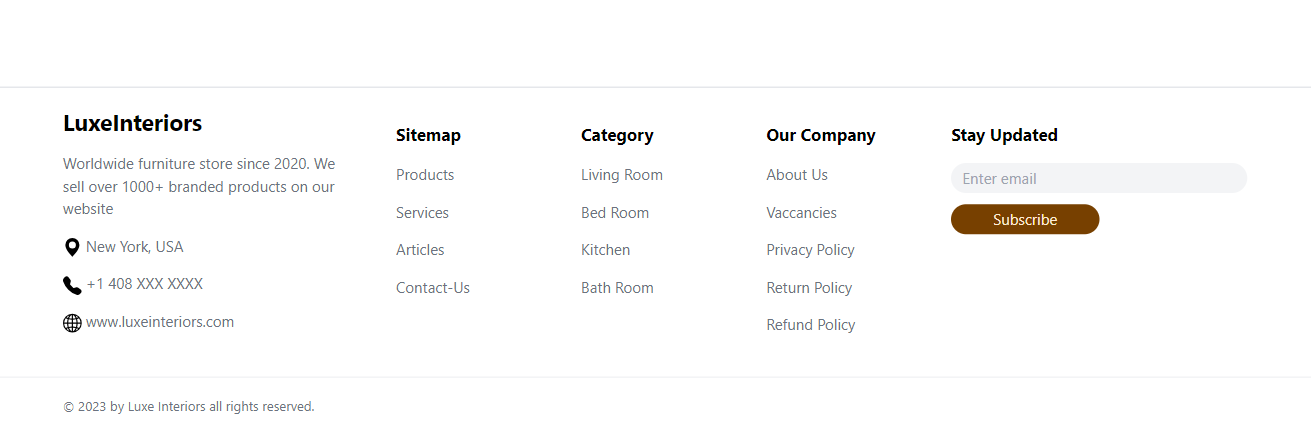 LuxeInteriors
Worldwide furniture store since 2020. We
sell over 1000+ branded products on our
website
New York, USA
+1 408 XXX XXXX
www.luxeinteriors.com
Sitemap
Products
Services
Articles
Contact-Us
Category
Living Room
Bed Room
Kitchen
Bath Room
Our Company
About Us
Vaccancies
Privacy Policy
Return Policy
Refund Policy
Stay Updated
Enter email
Subscribe
© 2023 by Luxe Interiors all rights reserved.